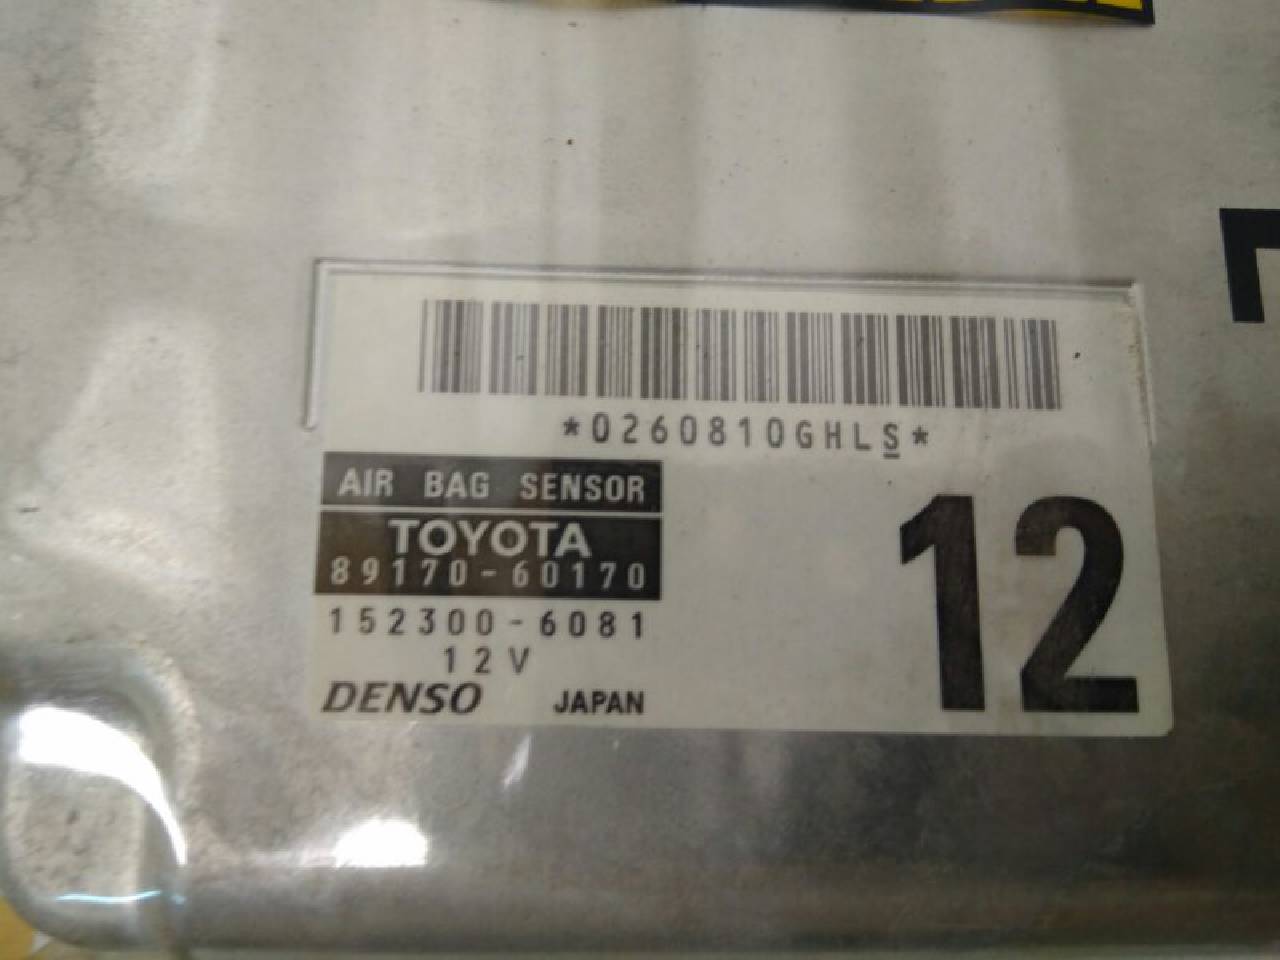 *0260810GHLS*
AIR BAG SENSOR
TOYOTA
89170-60170
152300-6081
12V
DENSO JAPAN
12